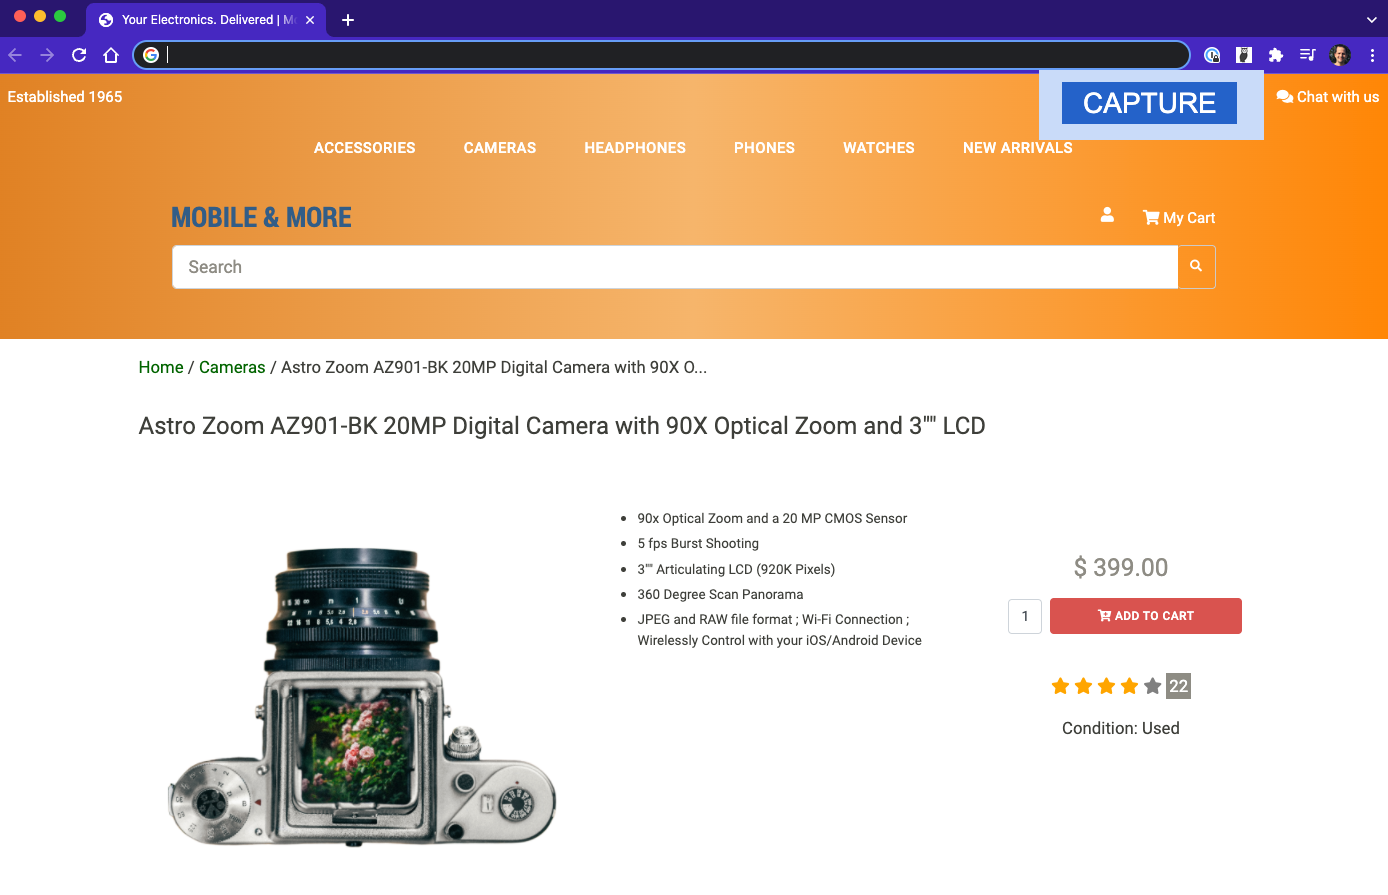 Your Electronics. Delivered | Mo
Established 1965
CAPTURE
Chat with us
ACCESSORIES
CAMERAS
HEADPHONES
PHONES
WATCHES
NEW ARRIVALS
MOBILE & MORE
My Cart
Search
Home / Cameras / Astro Zoom AZ901-BK 20MP Digital Camera with 90X O...
Astro Zoom AZ901-BK 20MP Digital Camera with 90X Optical Zoom and 3"" LCD
90x Optical Zoom and a 20 MP CMOS Sensor
5 fps Burst Shooting
3"" Articulating LCD (920K Pixels)
360 Degree Scan Panorama
JPEG and RAW file format ; Wi-Fi Connection ;
Wirelessly Control with your iOS/Android Device
$ 399.00
1
ADD TO CART
22
Condition: Used